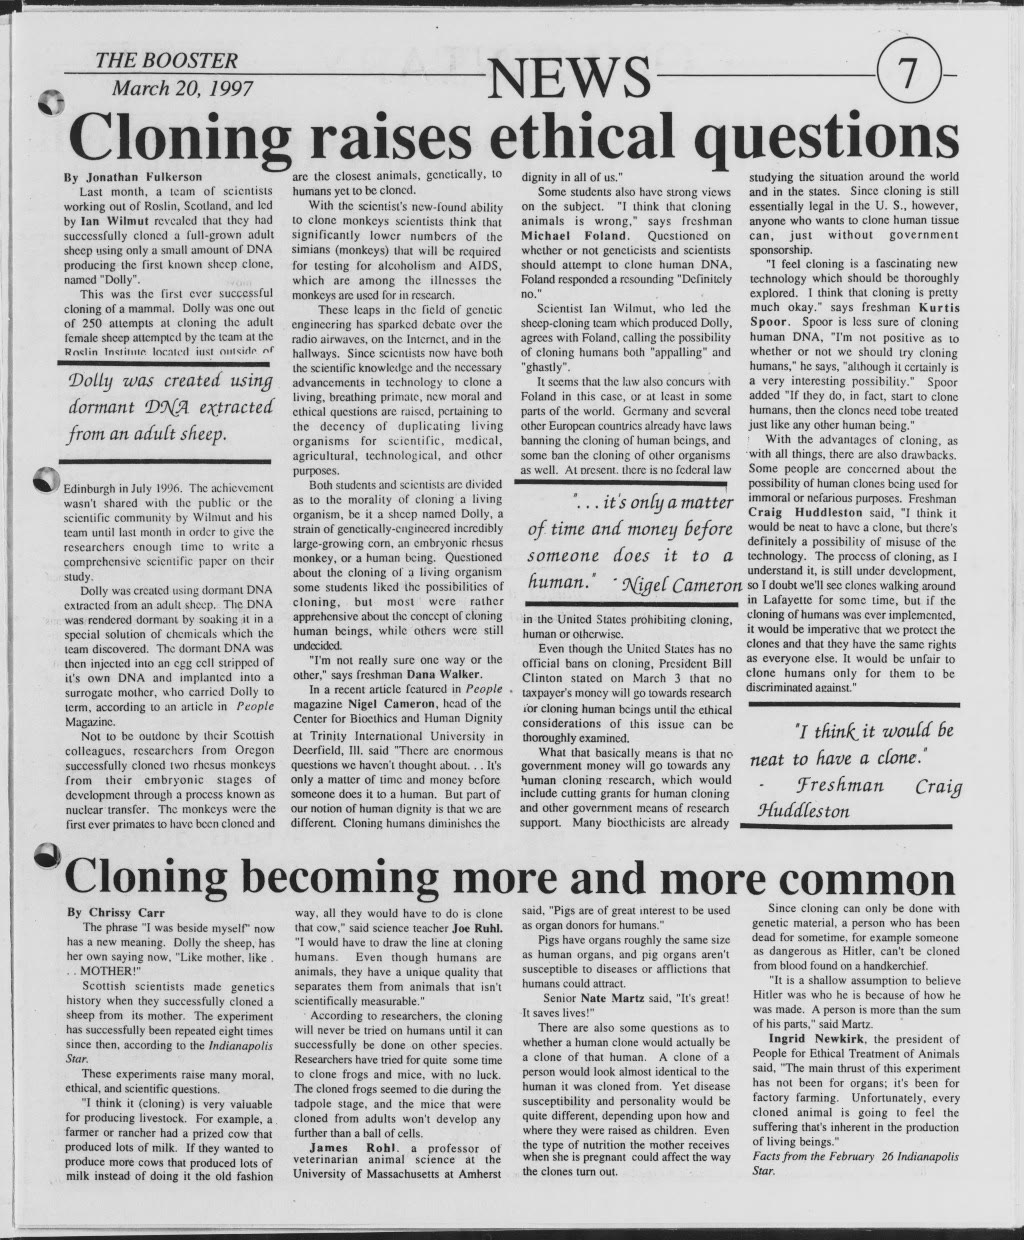 THE BOOSTER
March 20, 1997
NEWS
7
Cloning raises ethical questions
By Jonathan Fulkerson
Last month, a team of scientists
working out of Roslin, Scotland, and led
by Ian Wilmut revealed that they had
successfully cloned a full-grown adult
sheep using only a small amount of DNA
producing the first known sheep clone,
named "Dolly".
This was the first ever successful
cloning of a mammal. Dolly was one out
of 250 attempts at cloning the adult
female sheep attempted by the team at the
Roslin Institute located just outside of
Dolly was created using
dormant DNA extracted
from an adult sheep.
Edinburgh in July 1996. The achievement
wasn't shared with the public or the
scientific community by Wilmut and his
team until last month in order to give the
researchers enough time to write a
comprehensive scientific paper on their
study.
Dolly was created using dormant DNA
extracted from an adult sheep. The DNA
was rendered dormant by soaking it in a
special solution of chemicals which the
team discovered. The dormant DNA was
then injected into an egg cell stripped of
it's own DNA and implanted into a
surrogate mother, who carried Dolly to
term, according to an article in People
Magazine.
Not to be outdone by their Scottish
colleagues, researchers from Oregon
successfully cloned two rhesus monkeys
from their embryonic stages of
development through a process known as
nuclear transfer. The monkeys were the
first ever primates to have been cloned and
are the closest animals, genetically, to
humans yet to be cloned.
With the scientist's new-found ability
to clone monkeys scientists think that
significantly lower numbers of the
simians (monkeys) that will be required
for testing for alcoholism and AIDS,
which are among the illnesses the
monkeys are used for in research.
These leaps in the field of genetic
engineering has sparked debate over the
radio airwaves, on the Internet, and in the
hallways. Since scientists now have both
the scientific knowledge and the necessary
advancements in technology to clone a
living, breathing primate, new moral and
ethical questions are raised, pertaining to
the decency of duplicating living
organisms for scientific, medical,
agricultural, technological, and other
purposes.
Both students and scientists are divided
as to the morality of cloning a living
organism, be it a sheep named Dolly, a
strain of genetically-engineered incredibly
large-growing corn, an embryonic rhesus
monkey, or a human being. Questioned
about the cloning of a living organism
some students liked the possibilities of
cloning, but most were rather
apprehensive about the concept of cloning
human beings, while others were still
undecided.
"I'm not really sure one way or the
other," says freshman Dana Walker.
In a recent article featured in People
magazine Nigel Cameron, head of the
Center for Bioethics and Human Dignity
at Trinity International University in
Deerfield, Ill. said "There are enormous
questions we haven't thought about. . . It's
only a matter of time and money before
someone does it to a human. But part of
our notion of human dignity is that we are
different. Cloning humans diminishes the
dignity in all of us."
Some students also have strong views
on the subject. "I think that cloning
animals is wrong," says freshman
Michael Foland. Questioned on
whether or not geneticists and scientists
should attempt to clone human DNA,
Foland responded a resounding "Definitely
no."
Scientist Ian Wilmut, who led the
sheep-cloning team which produced Dolly,
agrees with Foland, calling the possibility
of cloning humans both "appalling" and
"ghastly".
It seems that the law also concurs with
Foland in this case, or at least in some
parts of the world. Germany and several
other European countries already have laws
banning the cloning of human beings, and
some ban the cloning of other organisms
as well. At present, there is no federal law
". . . it's only a matter
of time and money before
someone does it to a
human." - Nigel Cameron
in the United States prohibiting cloning,
human or otherwise.
Even though the United States has no
official bans on cloning, President Bill
Clinton stated on March 3 that no
taxpayer's money will go towards research
for cloning human beings until the ethical
considerations of this issue can be
thoroughly examined.
What that basically means is that no
government money will go towards any
human cloning research, which would
include cutting grants for human cloning
and other government means of research
support. Many bioethicists are already
studying the situation around the world
and in the states. Since cloning is still
essentially legal in the U. S., however,
anyone who wants to clone human tissue
can, just without government
sponsorship.
"I feel cloning is a fascinating new
technology which should be thoroughly
explored. I think that cloning is pretty
much okay." says freshman Kurtis
Spoor. Spoor is less sure of cloning
human DNA, "I'm not positive as to
whether or not we should try cloning
humans," he says, "although it certainly is
a very interesting possibility." Spoor
added "If they do, in fact, start to clone
humans, then the clones need tobe treated
just like any other human being."
With the advantages of cloning, as
with all things, there are also drawbacks.
Some people are concerned about the
possibility of human clones being used for
immoral or nefarious purposes. Freshman
Craig Huddleston said, "I think it
would be neat to have a clone, but there's
definitely a possibility of misuse of the
technology. The process of cloning, as I
understand it, is still under development,
so I doubt we'll see clones walking around
in Lafayette for some time, but if the
cloning of humans was ever implemented,
it would be imperative that we protect the
clones and that they have the same rights
as everyone else. It would be unfair to
clone humans only for them to be
discriminated against."
"I think it would be
neat to have a clone."
- Freshman Craig
Huddleston
Cloning becoming more and more common
By Chrissy Carr
The phrase "I was beside myself" now
has a new meaning. Dolly the sheep, has
her own saying now, "Like mother, like .
. . MOTHER!"
Scottish scientists made genetics
history when they successfully cloned a
sheep from its mother. The experiment
has successfully been repeated eight times
since then, according to the Indianapolis
Star.
These experiments raise many moral,
ethical, and scientific questions.
"I think it (cloning) is very valuable
for producing livestock. For example, a
farmer or rancher had a prized cow that
produced lots of milk. If they wanted to
produce more cows that produced lots of
milk instead of doing it the old fashion
way, all they would have to do is clone
that cow," said science teacher Joe Ruhl.
"I would have to draw the line at cloning
humans. Even though humans are
animals, they have a unique quality that
separates them from animals that isn't
scientifically measurable."
According to researchers, the cloning
will never be tried on humans until it can
successfully be done on other species.
Researchers have tried for quite some time
to clone frogs and mice, with no luck.
The cloned frogs seemed to die during the
tadpole stage, and the mice that were
cloned from adults won't develop any
further than a ball of cells.
James Rohl, a professor of
veterinarian animal science at the
University of Massachusetts at Amherst
said, "Pigs are of great interest to be used
as organ donors for humans."
Pigs have organs roughly the same size
as human organs, and pig organs aren't
susceptible to diseases or afflictions that
humans could attract.
Senior Nate Martz said, "It's great!
It saves lives!"
There are also some questions as to
whether a human clone would actually be
a clone of that human. A clone of a
person would look almost identical to the
human it was cloned from. Yet disease
susceptibility and personality would be
quite different, depending upon how and
where they were raised as children. Even
the type of nutrition the mother receives
when she is pregnant could affect the way
the clones turn out.
Since cloning can only be done with
genetic material, a person who has been
dead for sometime, for example someone
as dangerous as Hitler, can't be cloned
from blood found on a handkerchief.
"It is a shallow assumption to believe
Hitler was who he is because of how he
was made. A person is more than the sum
of his parts," said Martz.
Ingrid Newkirk, the president of
People for Ethical Treatment of Animals
said, "The main thrust of this experiment
has not been for organs; it's been for
factory farming. Unfortunately, every
cloned animal is going to feel the
suffering that's inherent in the production
of living beings."
Facts from the February 26 Indianapolis
Star.